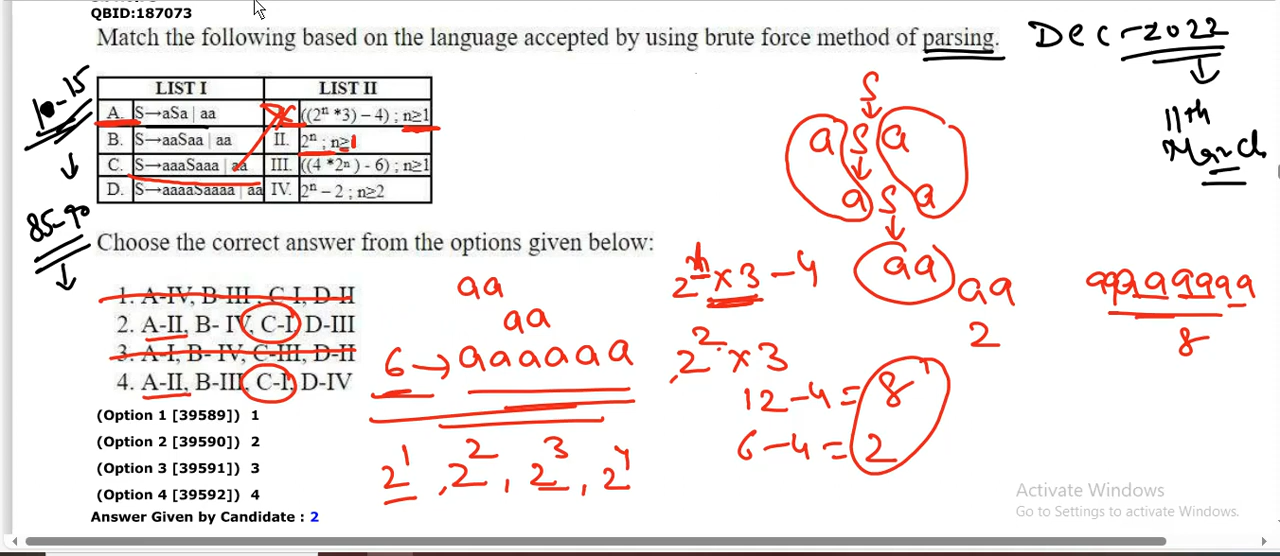 QBID:187073
Match the following based on the language accepted by using brute force method of parsing.
Dec-2022
11th
March
10-15
85-90
LIST I LIST II
A. S→aSa | aa ((2ⁿ *3) – 4) ; n≥1
B. S→aaSaa | aa II. 2ⁿ ; n≥1
C. S→aaaSaaa | aa III. ((4 *2ⁿ ) - 6) ; n≥1
D. S→aaaaSaaaa | aa IV. 2ⁿ – 2 ; n≥2
Choose the correct answer from the options given below:
1. A-IV, B-III, C-I, D-II
2. A-II, B- IV, C-I, D-III
3. A-I, B- IV, C-III, D-II
4. A-II, B-III, C-I, D-IV
(Option 1 [39589]) 1
(Option 2 [39590]) 2
(Option 3 [39591]) 3
(Option 4 [39592]) 4
Answer Given by Candidate : 2
aa
aa
6 → aaaaaa
2¹, 2², 2³, 2⁴
S
a S a
a S a
aa
aa
2
2ⁿ × 3 – 4
2² × 3
12 – 4 = 8
6 – 4 = 2
aaaaaaaa
8
Activate Windows
Go to Settings to activate Windows.